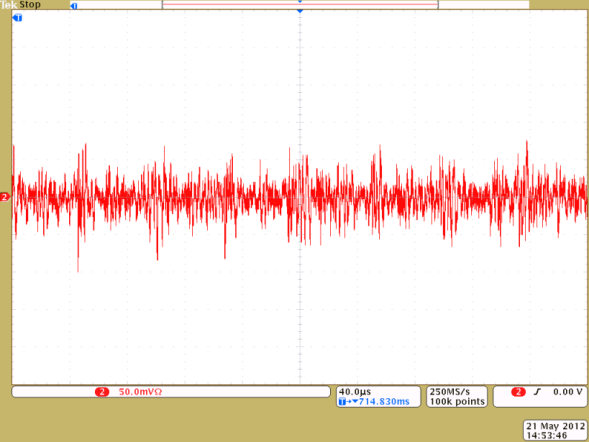 Tek Stop
T
2
2 50.0mVΩ
40.0µs
T→▼714.830ms
250MS/s
100k points
2 0.00 V
21 May 2012
14:53:46